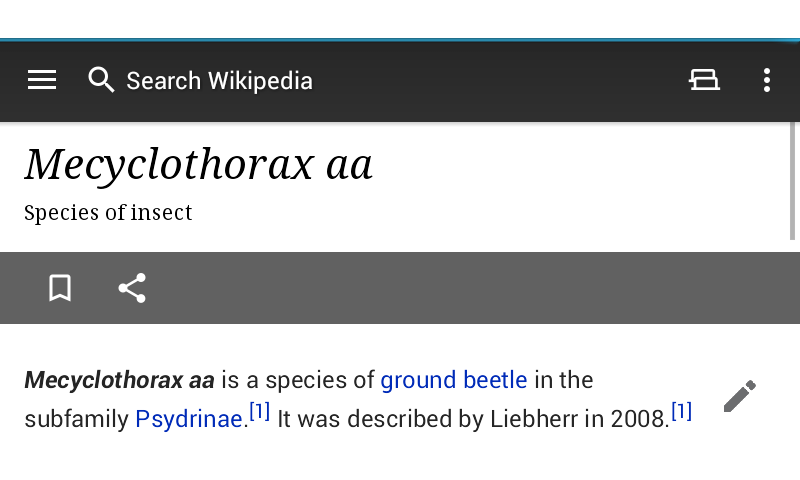 Search Wikipedia
Mecyclothorax aa
Species of insect
Mecyclothorax aa is a species of ground beetle in the
subfamily Psydrinae.[1] It was described by Liebherr in 2008.[1]